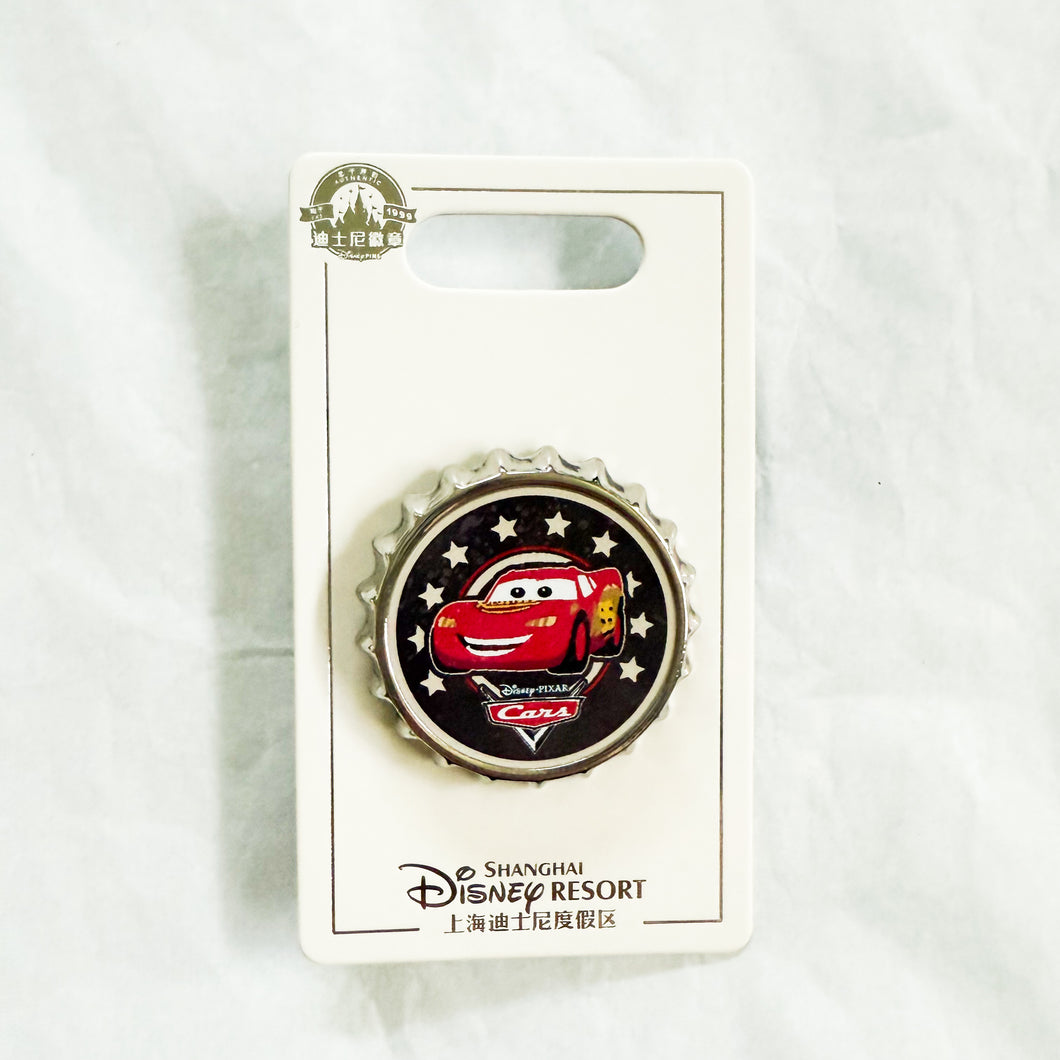 AUTHENTIC
1999
迪士尼徽章
Disney PINS
Disney·PIXAR
Cars
SHANGHAI
Disney RESORT
上海迪士尼度假区